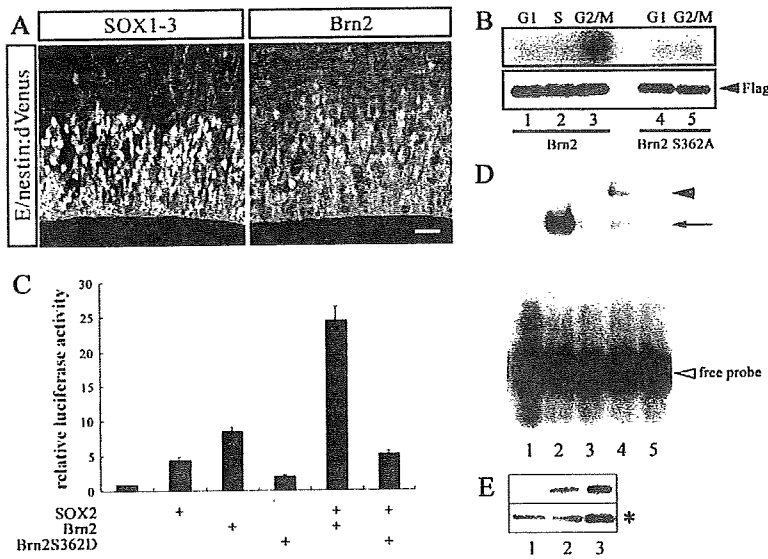 A
SOX1-3
Brn2
E/nestin:dVenus
B
G1 S G2/M
G1 G2/M
Flag
1 2 3
4 5
Brn2
Brn2 S362A
C
relative luciferase activity
30
25
20
15
10
5
0
SOX2 + + +
Brn2 + +
Brn2S362D + +
D
free probe
1 2 3 4 5
E
*
1 2 3